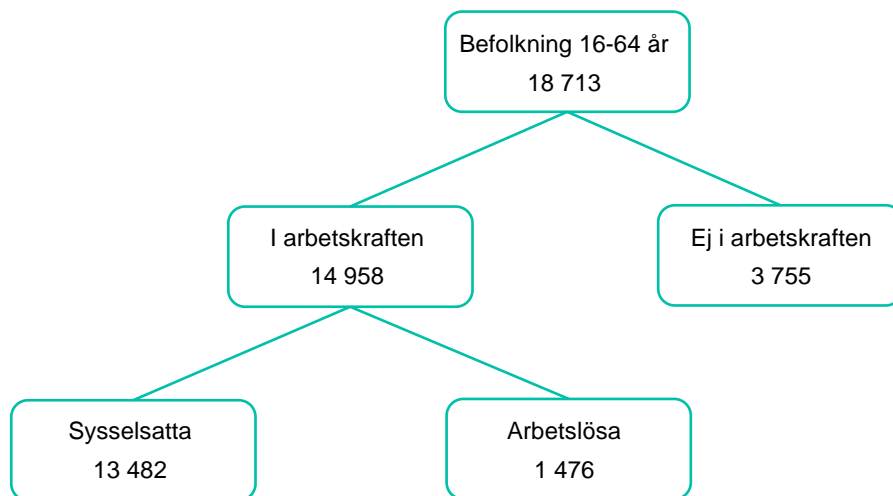 Befolkning 16-64 år
18 713
I arbetskraften
14 958
Ej i arbetskraften
3 755
Sysselsatta
13 482
Arbetslösa
1 476